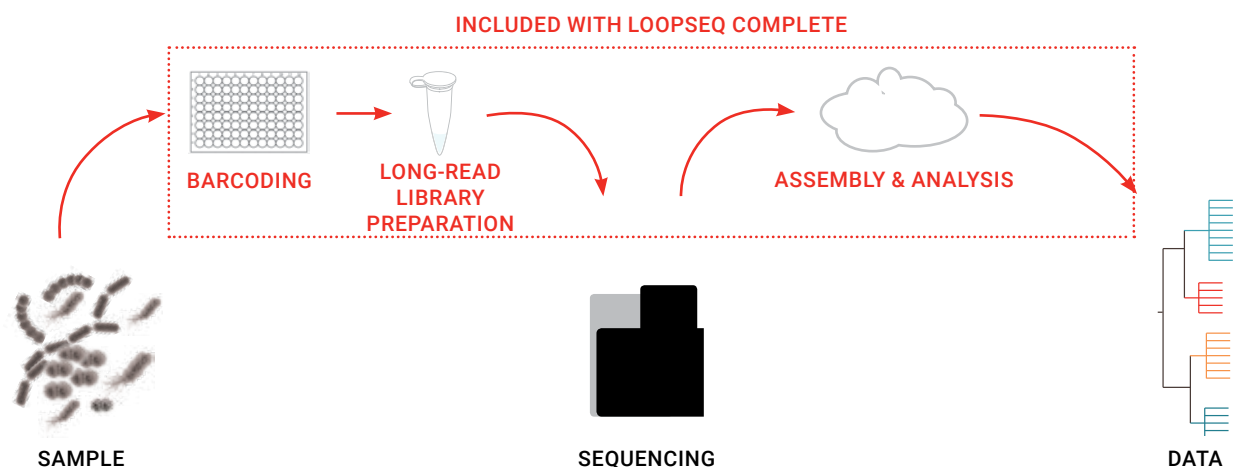 INCLUDED WITH LOOPSEQ COMPLETE
BARCODING
LONG-READ
LIBRARY
PREPARATION
ASSEMBLY & ANALYSIS
SAMPLE
SEQUENCING
DATA